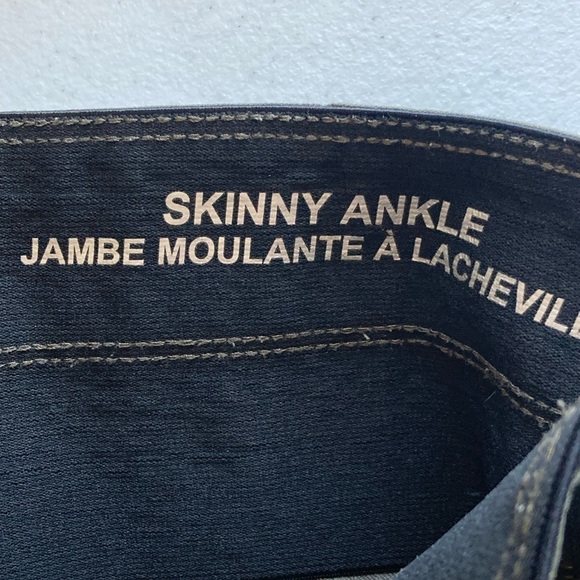 SKINNY ANKLE
JAMBE MOULANTE À LACHEVILL